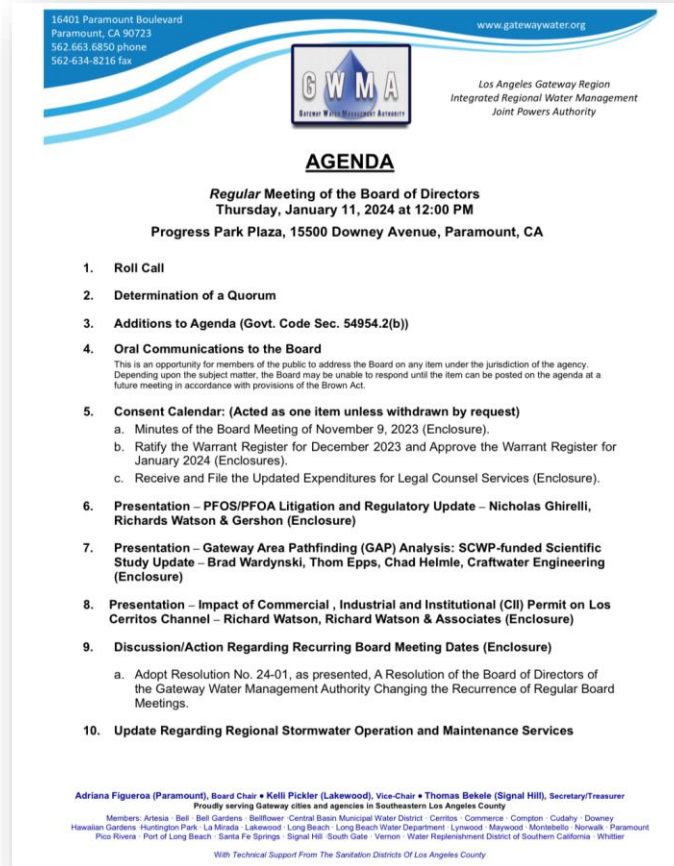 16401 Paramount Boulevard
Paramount, CA 90723
562.663.6850 phone
562-634-8216 fax
www.gatewaywater.org
GWMA
GATEWAY WATER MANAGEMENT AUTHORITY
Los Angeles Gateway Region
Integrated Regional Water Management
Joint Powers Authority
AGENDA
Regular Meeting of the Board of Directors
Thursday, January 11, 2024 at 12:00 PM
Progress Park Plaza, 15500 Downey Avenue, Paramount, CA
1. Roll Call
2. Determination of a Quorum
3. Additions to Agenda (Govt. Code Sec. 54954.2(b))
4. Oral Communications to the Board
This is an opportunity for members of the public to address the Board on any item under the jurisdiction of the agency.
Depending upon the subject matter, the Board may be unable to respond until the item can be posted on the agenda at a
future meeting in accordance with provisions of the Brown Act.
5. Consent Calendar: (Acted as one item unless withdrawn by request)
a. Minutes of the Board Meeting of November 9, 2023 (Enclosure).
b. Ratify the Warrant Register for December 2023 and Approve the Warrant Register for
January 2024 (Enclosures).
c. Receive and File the Updated Expenditures for Legal Counsel Services (Enclosure).
6. Presentation – PFOS/PFOA Litigation and Regulatory Update – Nicholas Ghirelli,
Richards Watson & Gershon (Enclosure)
7. Presentation – Gateway Area Pathfinding (GAP) Analysis: SCWP-funded Scientific
Study Update – Brad Wardynski, Thom Epps, Chad Helmle, Craftwater Engineering
(Enclosure)
8. Presentation – Impact of Commercial , Industrial and Institutional (CII) Permit on Los
Cerritos Channel – Richard Watson, Richard Watson & Associates (Enclosure)
9. Discussion/Action Regarding Recurring Board Meeting Dates (Enclosure)
a. Adopt Resolution No. 24-01, as presented, A Resolution of the Board of Directors of
the Gateway Water Management Authority Changing the Recurrence of Regular Board
Meetings.
10. Update Regarding Regional Stormwater Operation and Maintenance Services
Adriana Figueroa (Paramount), Board Chair • Kelli Pickler (Lakewood), Vice-Chair • Thomas Bekele (Signal Hill), Secretary/Treasurer
Proudly serving Gateway cities and agencies in Southeastern Los Angeles County
Members: Artesia · Bell · Bell Gardens · Bellflower ·Central Basin Municipal Water District · Cerritos · Commerce · Compton · Cudahy · Downey
Hawaiian Gardens ·Huntington Park · La Mirada · Lakewood · Long Beach · Long Beach Water Department · Lynwood · Maywood · Montebello · Norwalk · Paramount
Pico Rivera · Port of Long Beach · Santa Fe Springs · Signal Hill ·South Gate · Vernon · Water Replenishment District of Southern California · Whittier
With Technical Support From The Sanitation Districts Of Los Angeles County